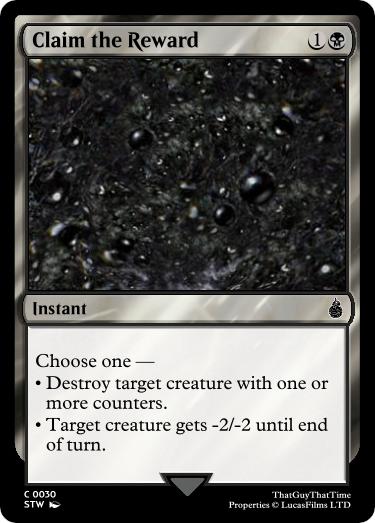 Claim the Reward 1
Instant
Choose one —
• Destroy target creature with one or
more counters.
• Target creature gets -2/-2 until end
of turn.
C 0030
STW
ThatGuyThatTime
Properties © LucasFilms LTD